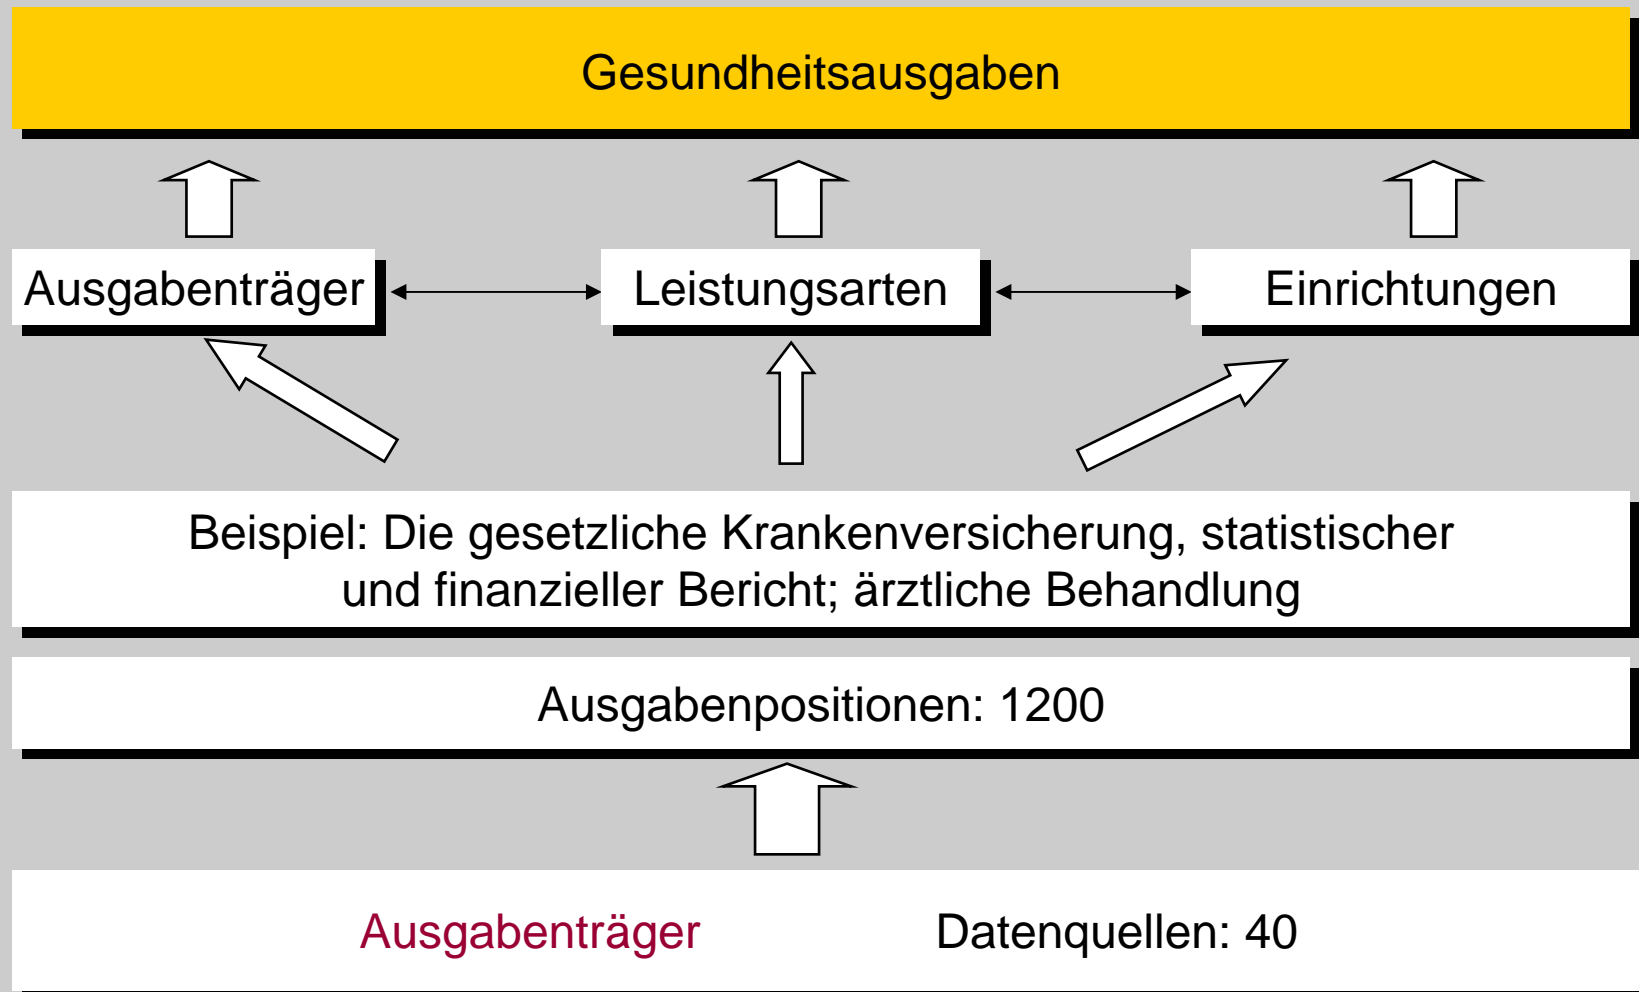 Gesundheitsausgaben
Ausgabenträger
Leistungsarten
Einrichtungen
Beispiel: Die gesetzliche Krankenversicherung, statistischer
und finanzieller Bericht; ärztliche Behandlung
Ausgabenpositionen: 1200
Ausgabenträger
Datenquellen: 40